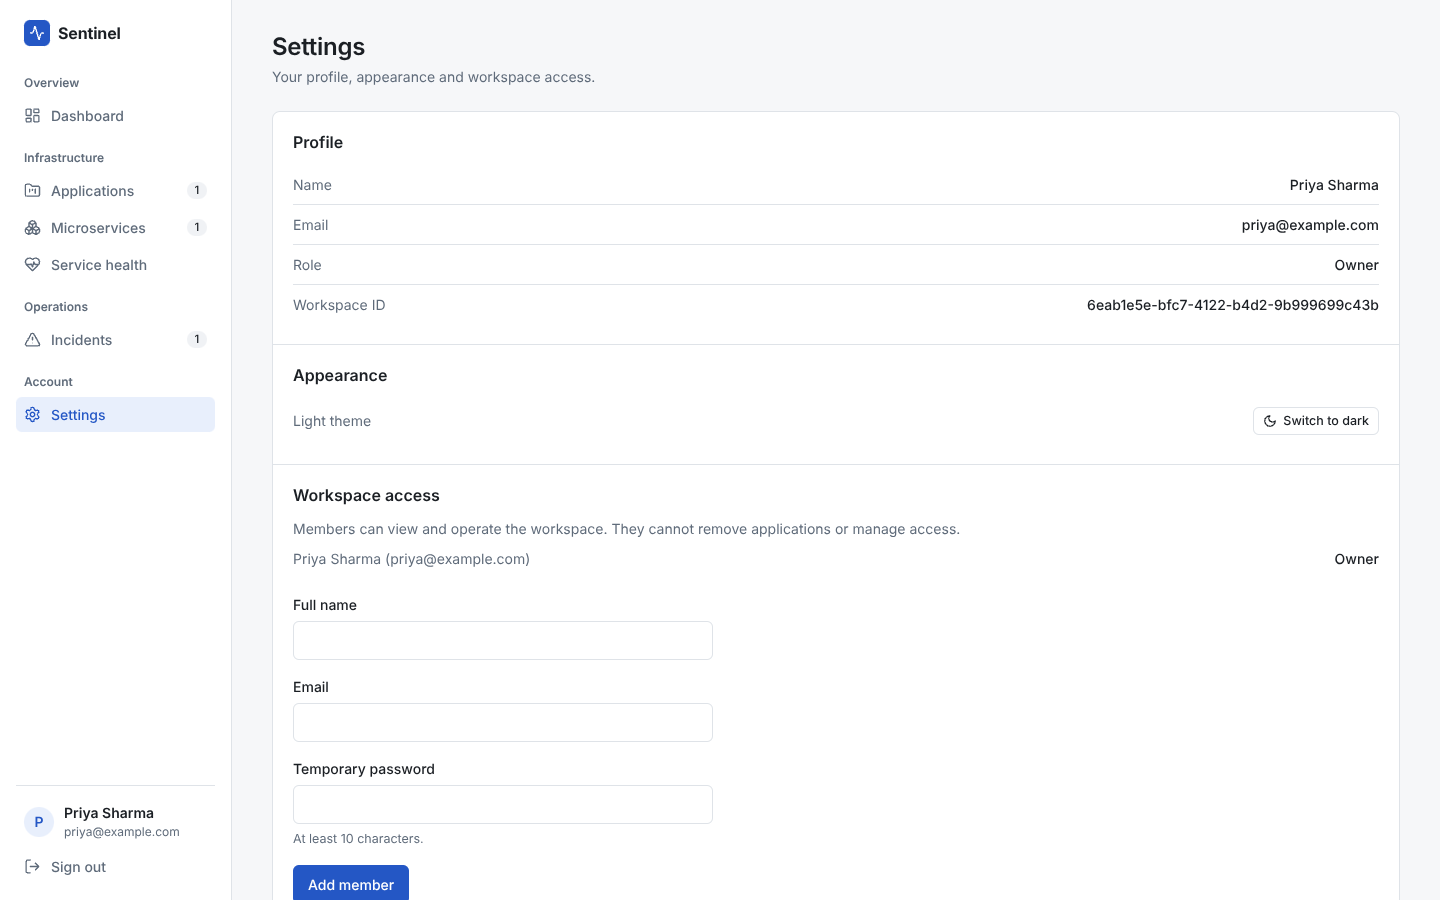 Sentinel
Overview
Dashboard
Infrastructure
Applications 1
Microservices 1
Service health
Operations
Incidents 1
Account
Settings
Priya Sharma
P
priya@example.com
Sign out
Settings
Your profile, appearance and workspace access.
Profile
Name Priya Sharma
Email priya@example.com
Role Owner
Workspace ID 6eab1e5e-bfc7-4122-b4d2-9b999699c43b
Appearance
Light theme Switch to dark
Workspace access
Members can view and operate the workspace. They cannot remove applications or manage access.
Priya Sharma (priya@example.com) Owner
Full name
Email
Temporary password
At least 10 characters.
Add member